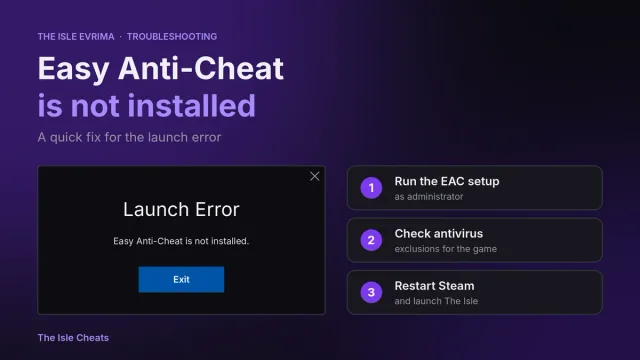 THE ISLE EVRIMA · TROUBLESHOOTING
Easy Anti-Cheat
is not installed
A quick fix for the launch error
Launch Error
Easy Anti-Cheat is not installed.
Exit
1
Run the EAC setup
as administrator
2
Check antivirus
exclusions for the game
3
Restart Steam
and launch The Isle
The Isle Cheats